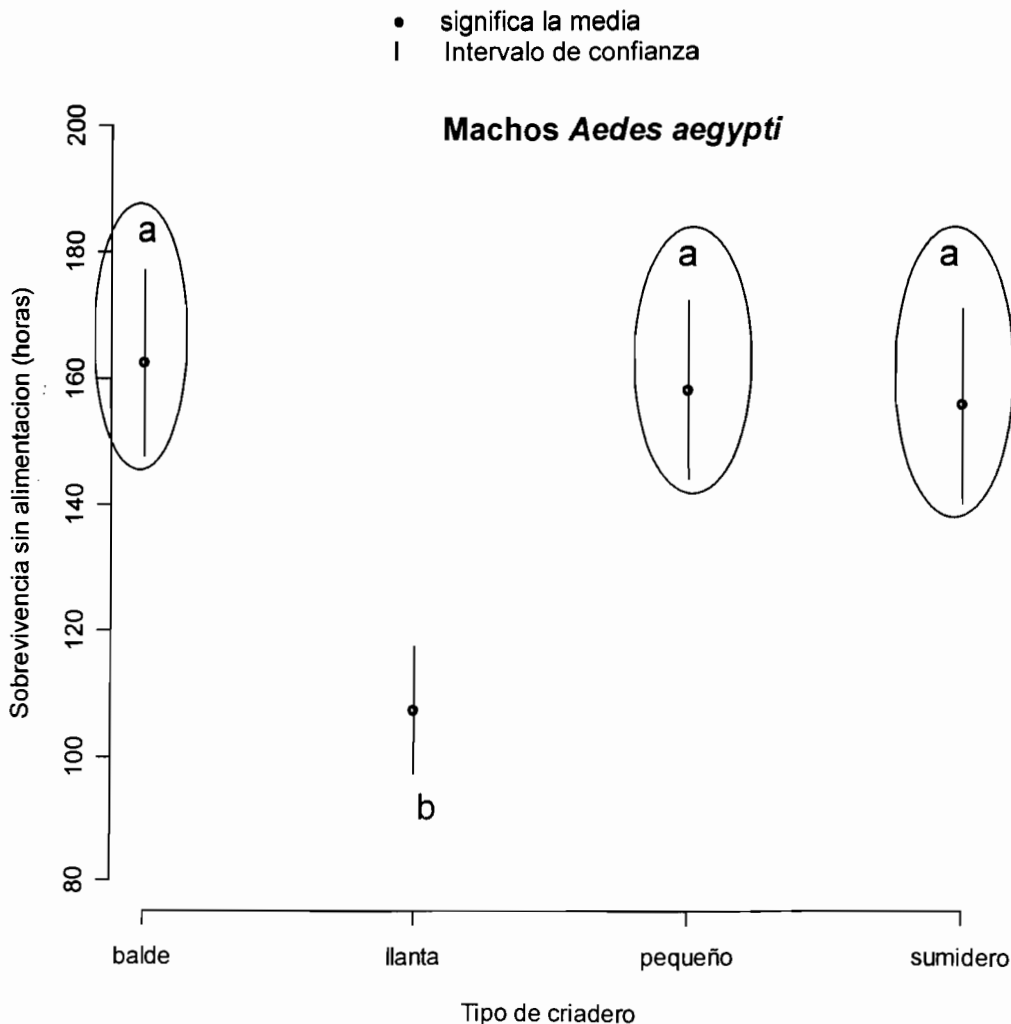 • significa la media
I Intervalo de confianza
Machos Aedes aegypti
Sobrevivencia sin alimentacion (horas)
200
180
160
140
120
100
80
a
b
a
a
balde
llanta
pequeño
sumidero
Tipo de criadero